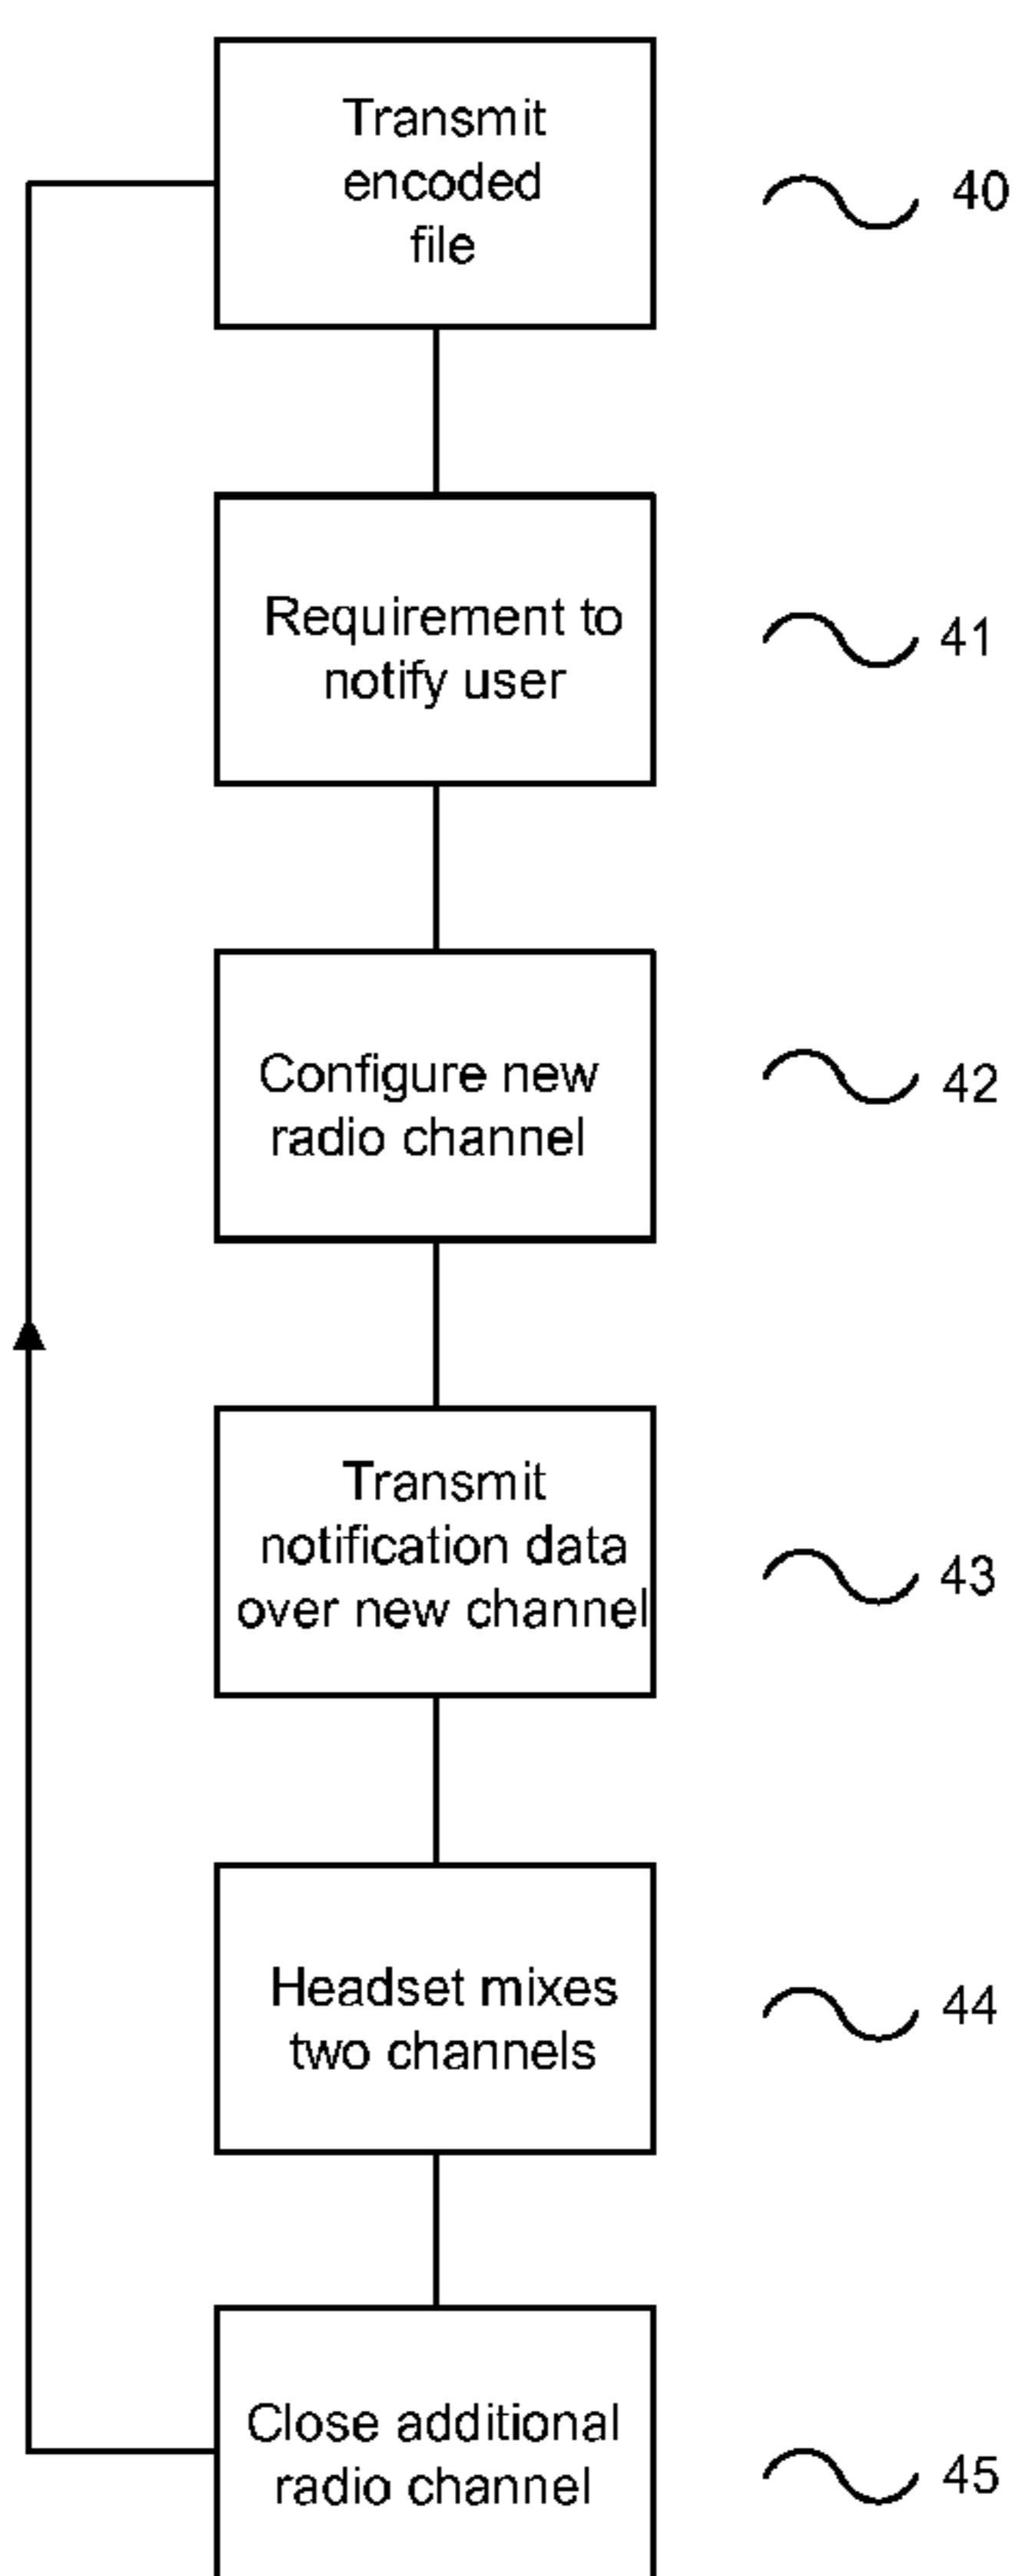 Transmit
encoded
file
40
Requirement to
notify user
41
Configure new
radio channel
42
Transmit
notification data
over new channel
43
Headset mixes
two channels
44
Close additional
radio channel
45